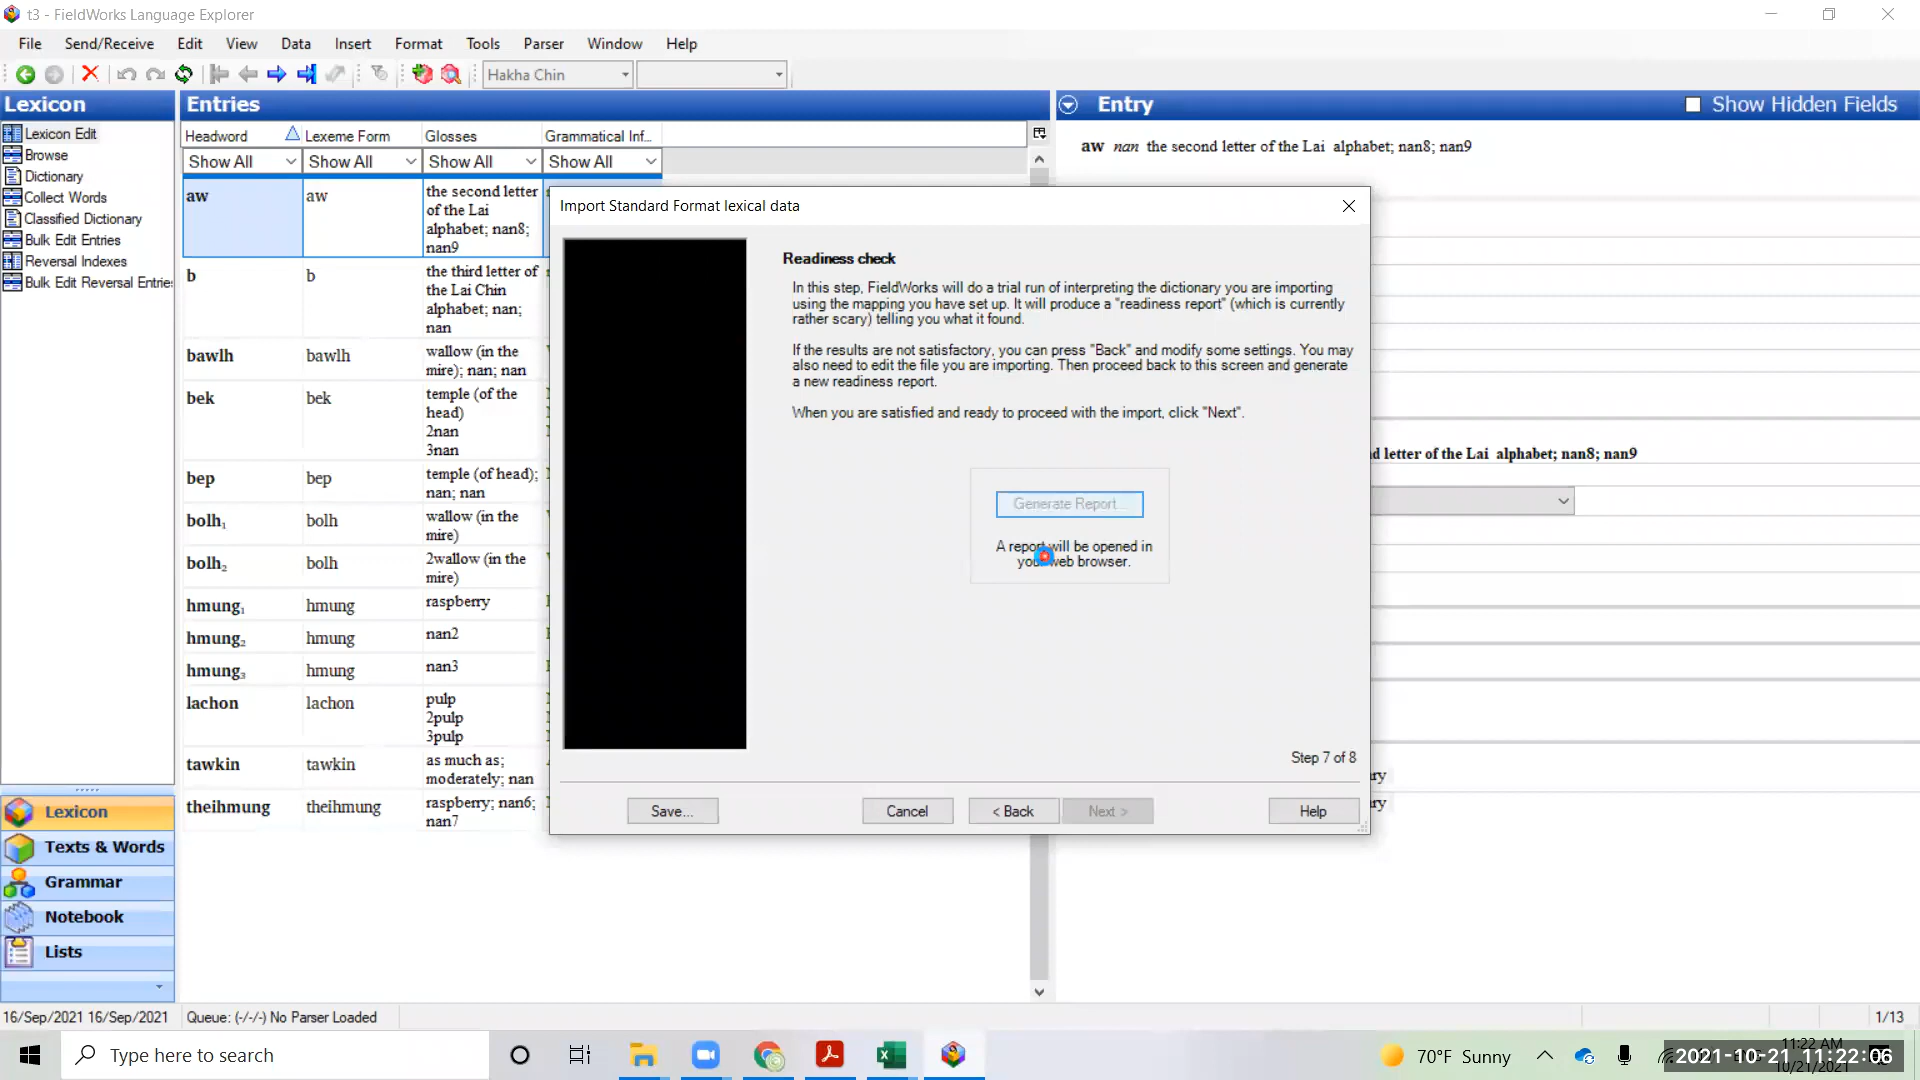 t3 - FieldWorks Language Explorer
File Send/Receive Edit View Data Insert Format Tools Parser Window Help
Hakha Chin
Lexicon
Lexicon Edit
Browse
Dictionary
Collect Words
Classified Dictionary
Bulk Edit Entries
Reversal Indexes
Bulk Edit Reversal Entries
Lexicon
Texts & Words
Grammar
Notebook
Lists
Entries
Headword Lexeme Form Glosses Grammatical Inf...
Show All Show All Show All Show All
aw aw the second letter
of the Lai
alphabet; nan8;
nan9
b b the third letter of
the Lai Chin
alphabet; nan;
nan
bawlh bawlh wallow (in the
mire); nan; nan
bek bek temple (of the
head)
2nan
3nan
bep bep temple (of head);
nan; nan
bolh₁ bolh wallow (in the
mire)
bolh₂ bolh 2wallow (in the
mire)
hmung₁ hmung raspberry
hmung₂ hmung nan2
hmung₃ hmung nan3
lachon lachon pulp
2pulp
3pulp
tawkin tawkin as much as;
moderately; nan
theihmung theihmung raspberry; nan6;
nan7
Entry Show Hidden Fields
aw nan the second letter of the Lai alphabet; nan8; nan9
letter of the Lai alphabet; nan8; nan9
Import Standard Format lexical data
Readiness check
In this step, FieldWorks will do a trial run of interpreting the dictionary you are importing
using the mapping you have set up. It will produce a "readiness report" (which is currently
rather scary) telling you what it found.
If the results are not satisfactory, you can press "Back" and modify some settings. You may
also need to edit the file you are importing. Then proceed back to this screen and generate
a new readiness report.
When you are satisfied and ready to proceed with the import, click "Next".
Generate Report...
A report will be opened in
your web browser.
Step 7 of 8
Save... Cancel < Back Next > Help
16/Sep/2021 16/Sep/2021 Queue: (-/-/-) No Parser Loaded 1/13
Type here to search
70°F Sunny
11:22 AM
10/21/2021
2021-10-21 11:22:06